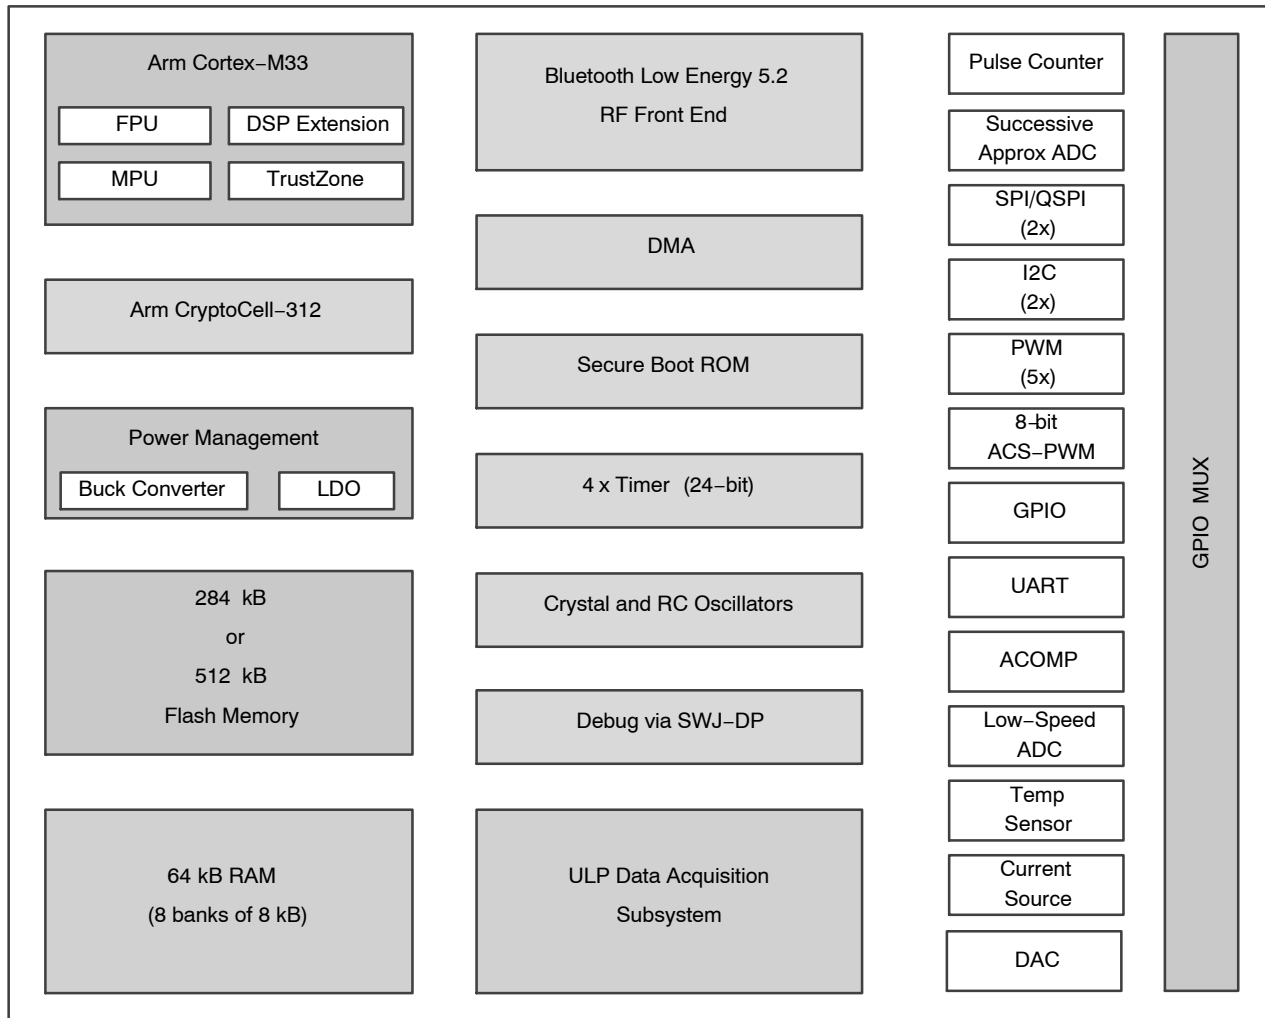 Arm Cortex−M33
FPU
DSP Extension
MPU
TrustZone
Arm CryptoCell−312
Power Management
Buck Converter
LDO
284 kB
or
512 kB
Flash Memory
64 kB RAM
(8 banks of 8 kB)
Bluetooth Low Energy 5.2
RF Front End
DMA
Secure Boot ROM
4 x Timer (24−bit)
Crystal and RC Oscillators
Debug via SWJ−DP
ULP Data Acquisition
Subsystem
Pulse Counter
Successive
Approx ADC
SPI/QSPI
(2x)
I2C
(2x)
PWM
(5x)
8−bit
ACS−PWM
GPIO
UART
ACOMP
Low−Speed
ADC
Temp
Sensor
Current
Source
DAC
GPIO MUX